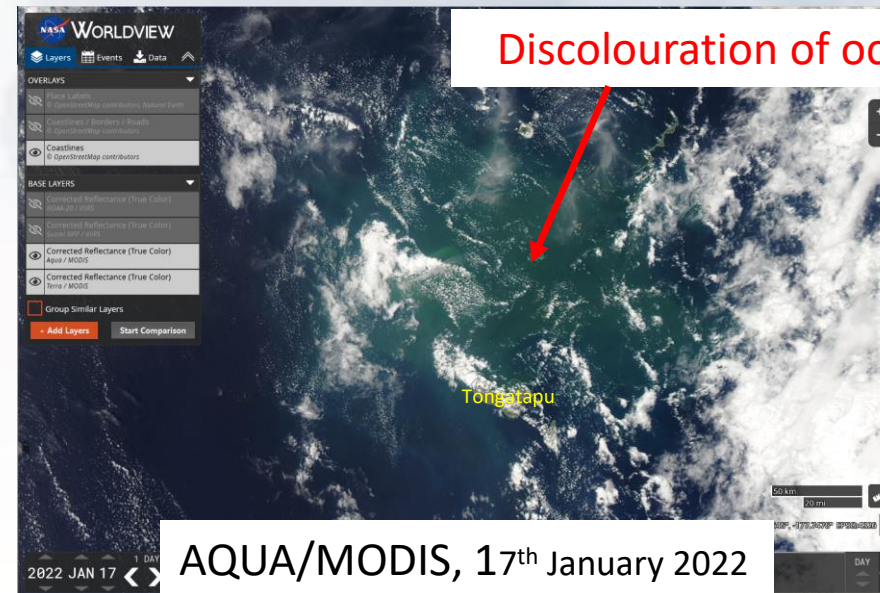 NASA WORLDVIEW
Layers Events Data
OVERLAYS
Place Labels
© OpenStreetMap contributors, Natural Earth
Coastlines / Borders / Roads
© OpenStreetMap contributors
Coastlines
© OpenStreetMap contributors
BASE LAYERS
Corrected Reflectance (True Color)
NOAA-20 / VIIRS
Corrected Reflectance (True Color)
Suomi NPP / VIIRS
Corrected Reflectance (True Color)
Aqua / MODIS
Corrected Reflectance (True Color)
Terra / MODIS
Group Similar Layers
+ Add Layers Start Comparison
Discolouration of oc
Tongatapu
50 km
20 mi
1 DAY
2022 JAN 17
AQUA/MODIS, 17th January 2022
DAY